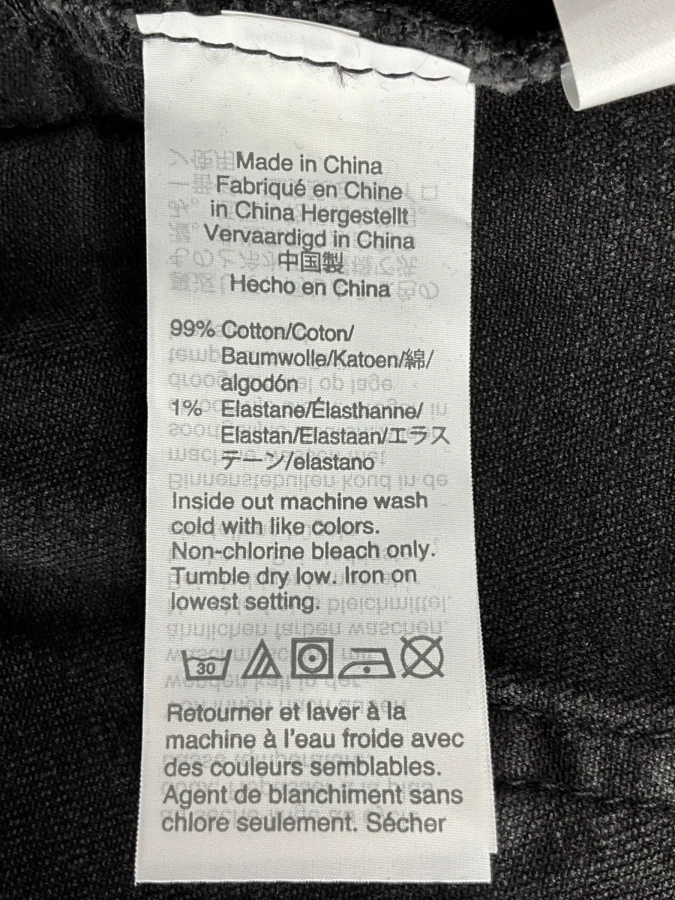 Made in China
Fabriqué en Chine
in China Hergestellt
Vervaardigd in China
中国製
Hecho en China
99% Cotton/Coton/
Baumwolle/Katoen/綿/
algodón
1% Elastane/Élasthanne/
Elastan/Elastaan/エラス
テーン/elastano
Inside out machine wash
cold with like colors.
Non-chlorine bleach only.
Tumble dry low. Iron on
lowest setting.
30
Retourner et laver à la
machine à l'eau froide avec
des couleurs semblables.
Agent de blanchiment sans
chlore seulement. Sécher